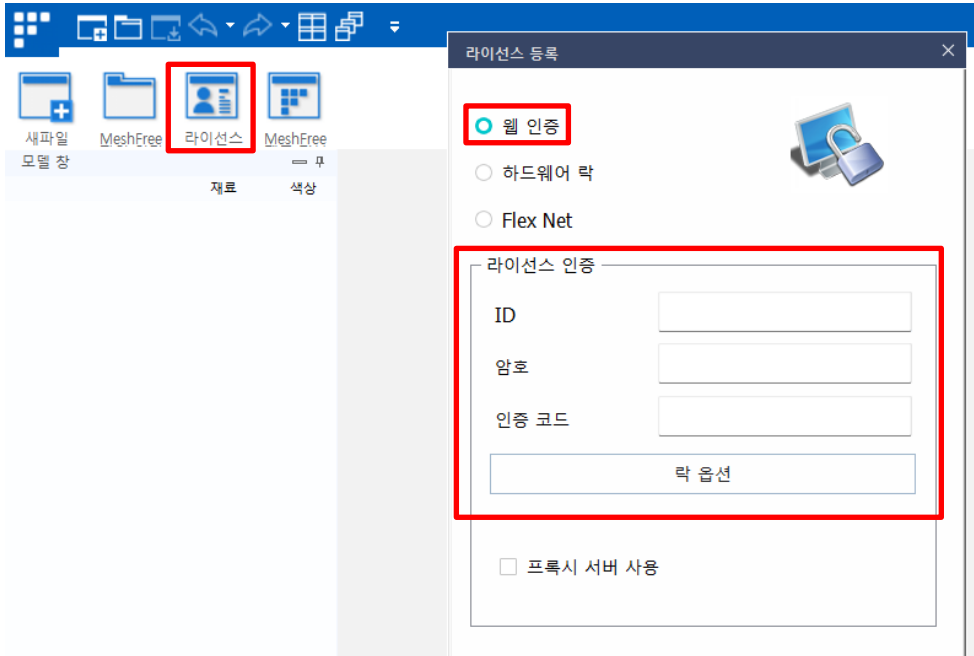 새파일
MeshFree
라이선스
MeshFree
모델 창
재료
색상
라이선스 등록
웹 인증
하드웨어 락
Flex Net
라이선스 인증
ID
암호
인증 코드
락 옵션
프록시 서버 사용